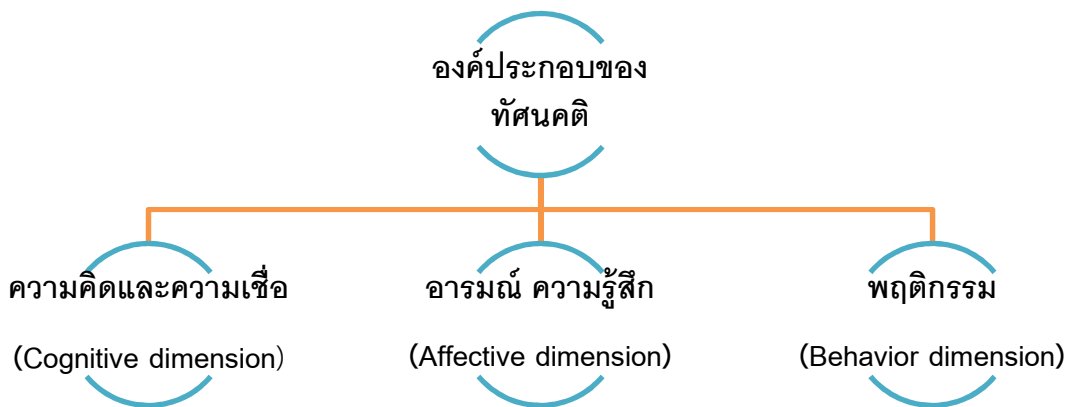 องค์ประกอบของ
ทัศนคติ
ความคิดและความเชื่อ
(Cognitive dimension)
อารมณ์ ความรู้สึก
(Affective dimension)
พฤติกรรม
(Behavior dimension)